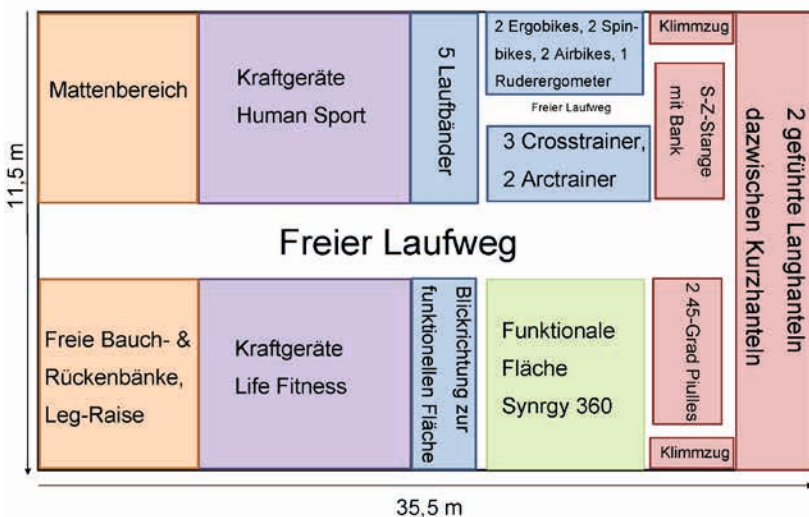 Mattenbereich
Kraftgeräte
Human Sport
5 Laufbänder
2 Ergobikes, 2 Spin-
bikes, 2 Airbikes, 1
Ruderergometer
Freier Laufweg
3 Crosstrainer,
2 Arctrainer
Klimmzug
S-Z-Stange
mit Bank
2 geführte Langhanteln
dazwischen Kurzhanteln
11,5 m
Freier Laufweg
Freie Bauch- &
Rückenbänke,
Leg-Raise
Kraftgeräte
Life Fitness
Blickrichtung zur
funktionellen Fläche
Funktionale
Fläche
Synrgy 360
2 45-Grad Piulles
Klimmzug
35,5 m